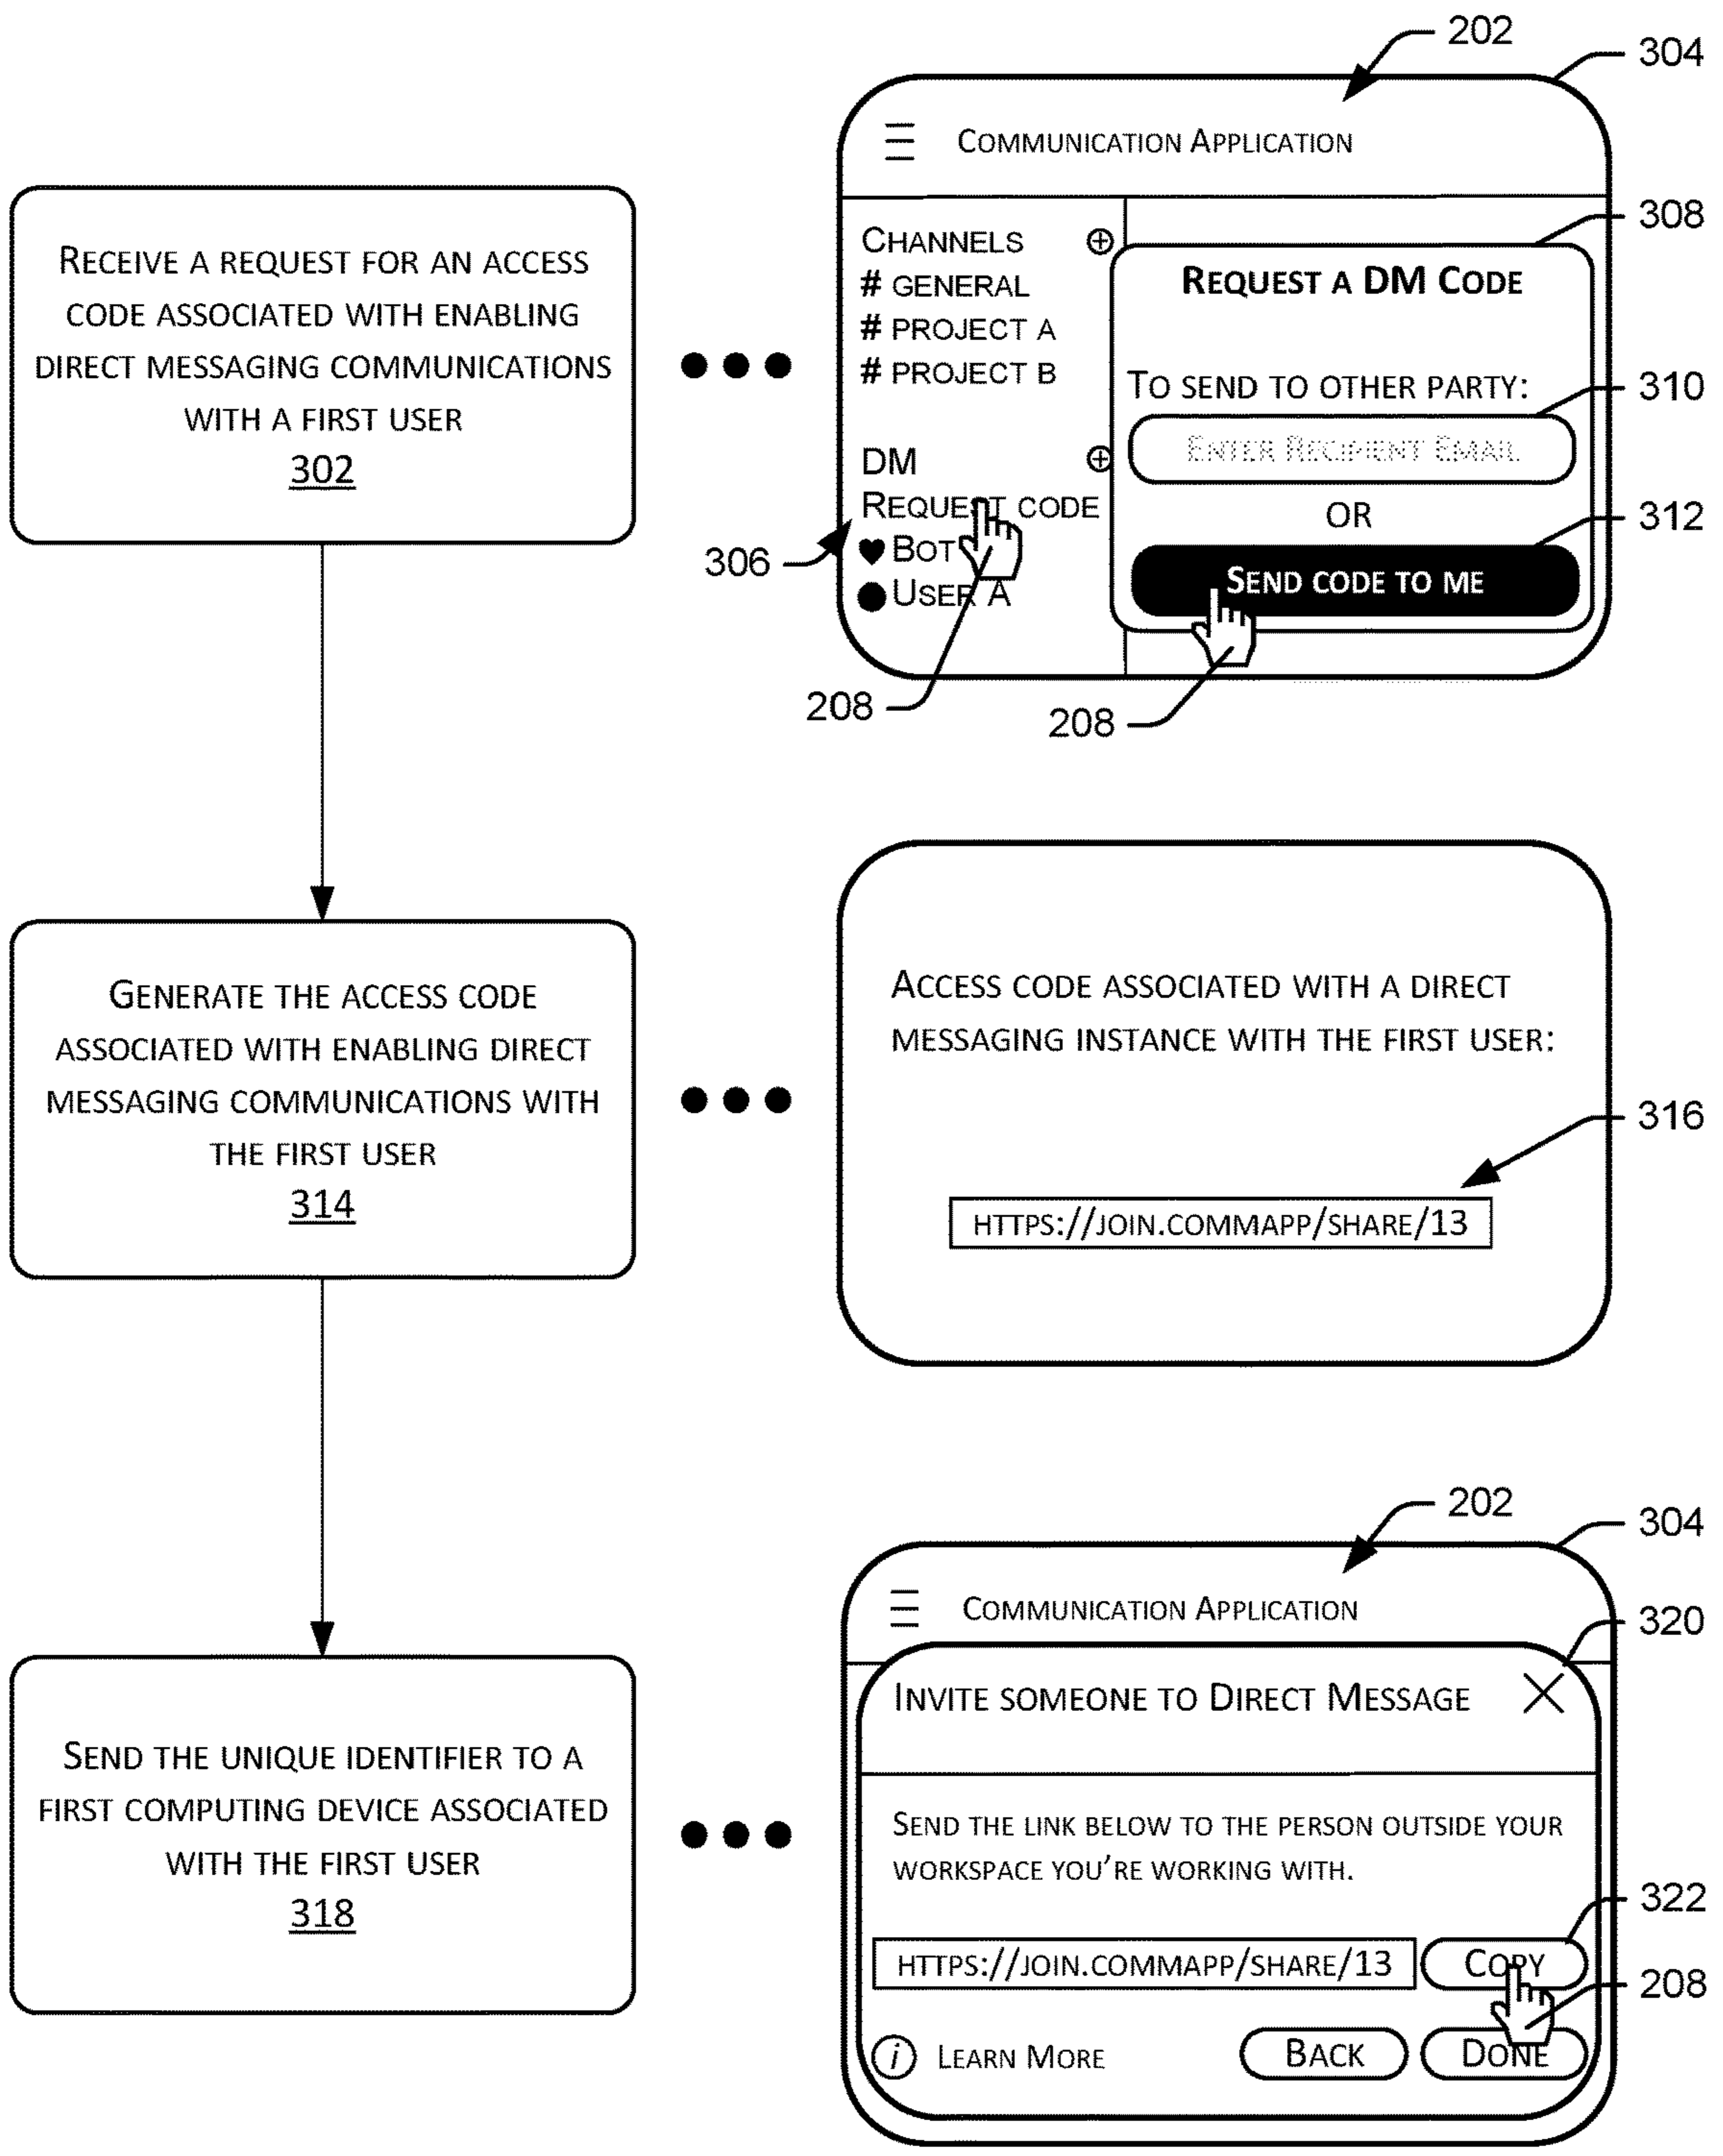 202
304
COMMUNICATION APPLICATION
RECEIVE A REQUEST FOR AN ACCESS
CODE ASSOCIATED WITH ENABLING
DIRECT MESSAGING COMMUNICATIONS
WITH A FIRST USER
302
CHANNELS
# GENERAL
# PROJECT A
# PROJECT B
DM
REQUEST CODE
BOT
USER A
306
208
308
REQUEST A DM CODE
TO SEND TO OTHER PARTY:
310
ENTER RECIPIENT EMAIL
OR
312
SEND CODE TO ME
208
GENERATE THE ACCESS CODE
ASSOCIATED WITH ENABLING DIRECT
MESSAGING COMMUNICATIONS WITH
THE FIRST USER
314
ACCESS CODE ASSOCIATED WITH A DIRECT
MESSAGING INSTANCE WITH THE FIRST USER:
316
HTTPS://JOIN.COMMAPP/SHARE/13
SEND THE UNIQUE IDENTIFIER TO A
FIRST COMPUTING DEVICE ASSOCIATED
WITH THE FIRST USER
318
202
304
COMMUNICATION APPLICATION
320
INVITE SOMEONE TO DIRECT MESSAGE
SEND THE LINK BELOW TO THE PERSON OUTSIDE YOUR
WORKSPACE YOU'RE WORKING WITH.
322
HTTPS://JOIN.COMMAPP/SHARE/13 COPY
208
i LEARN MORE BACK DONE